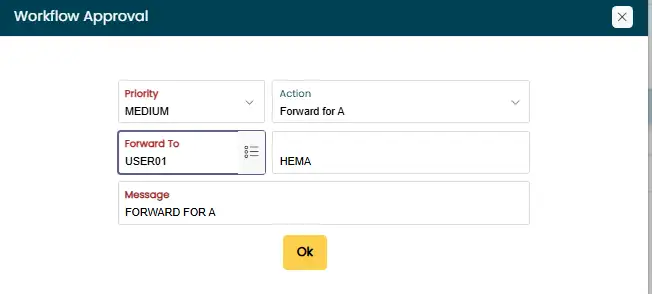 Workflow Approval
Priority
MEDIUM
Action
Forward for A
Forward To
USER01
HEMA
Message
FORWARD FOR A
Ok